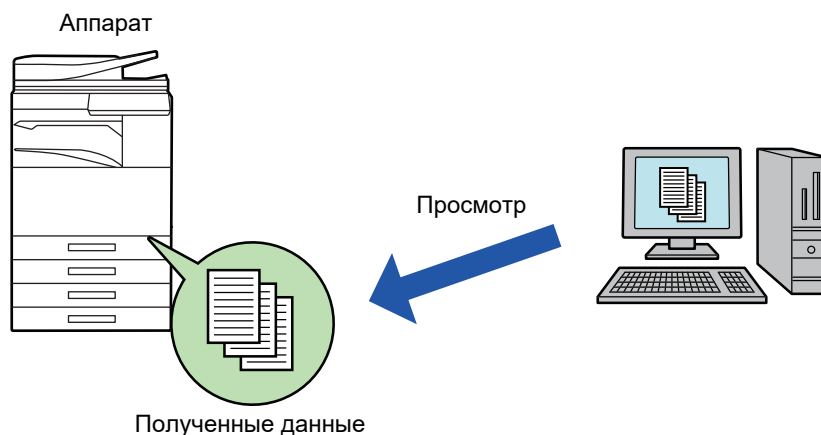 Аппарат
Просмотр
Полученные данные